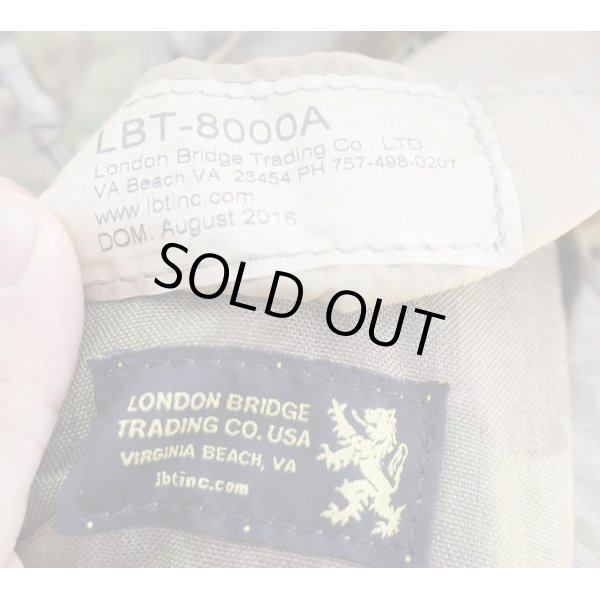 LBT-8000A
London Bridge Trading Co., LTD.
VA Beach,VA 23454 PH 757-498-0207
www.lbtinc.com
DOM: August 2016
SOLD OUT
LONDON BRIDGE
TRADING CO. USA
VIRGINIA BEACH, VA
lbtinc.com